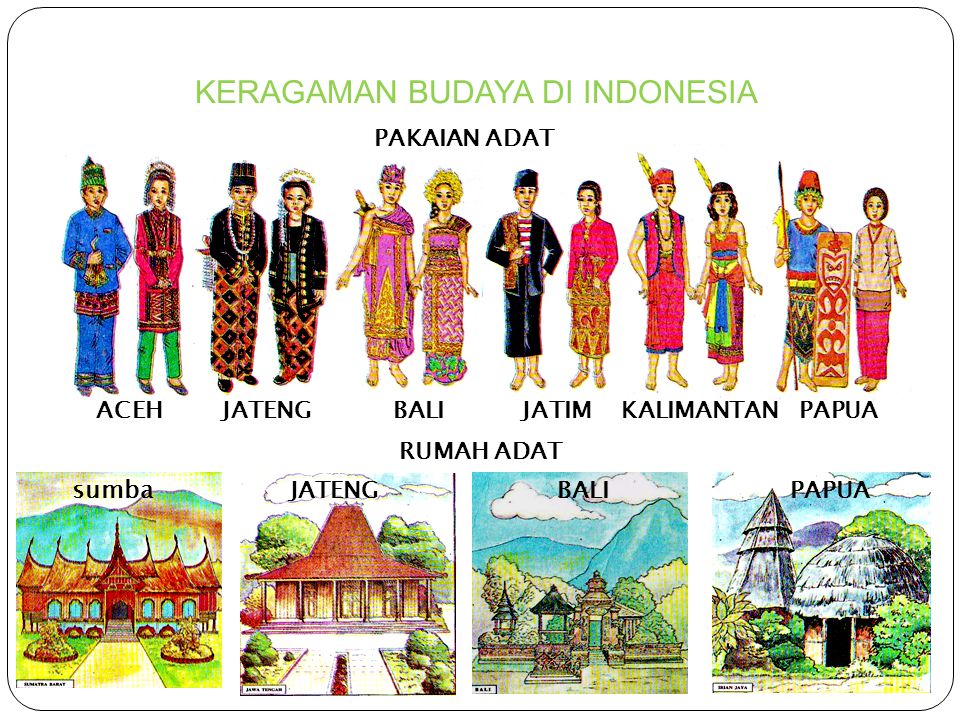 KERAGAMAN BUDAYA DI INDONESIA
PAKAIAN ADAT
ACEH JATENG BALI JATIM KALIMANTAN PAPUA
RUMAH ADAT
sumba JATENG BALI PAPUA
SUMATRA BARAT JAWA TENGAH BALI IRIAN JAYA